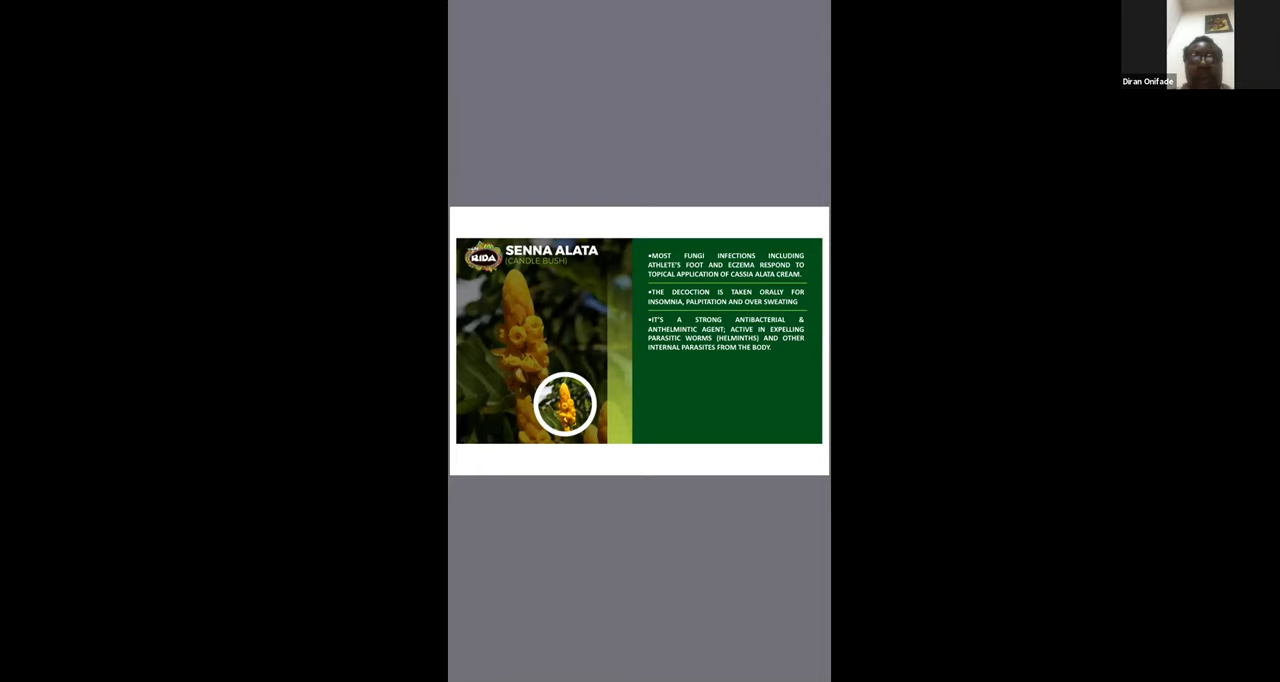 Diran Onifade
RIDA
SENNA ALATA
(CANDLE BUSH)
•MOST FUNGI INFECTIONS INCLUDING
ATHLETE'S FOOT AND ECZEMA RESPOND TO
TOPICAL APPLICATION OF CASSIA ALATA CREAM.
•THE DECOCTION IS TAKEN ORALLY FOR
INSOMNIA, PALPITATION AND OVER SWEATING
•IT'S A STRONG ANTIBACTERIAL &
ANTHELMINTIC AGENT; ACTIVE IN EXPELLING
PARASITIC WORMS (HELMINTHS) AND OTHER
INTERNAL PARASITES FROM THE BODY.